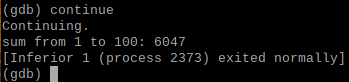 (gdb) continue
Continuing.
sum from 1 to 100: 6047
[Inferior 1 (process 2373) exited normally]
(gdb)